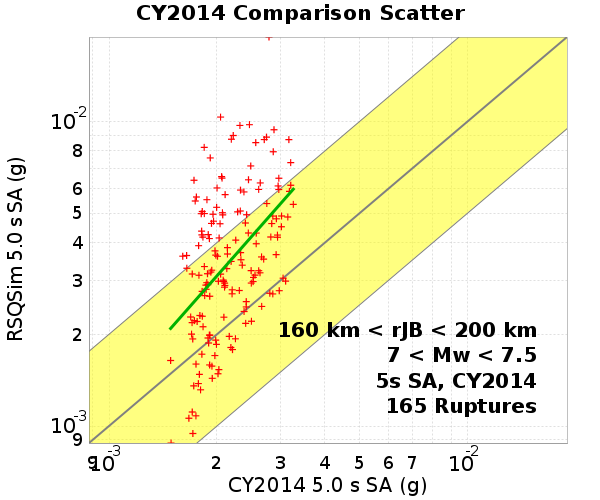 CY2014 Comparison Scatter
RSQSim 5.0 s SA (g)
10⁻²
8
6
5
4
3
2
10⁻³
9
160 km < rJB < 200 km
7 < Mw < 7.5
5s SA, CY2014
165 Ruptures
9 10⁻³ 2 3 4 5 6 7 10⁻²
CY2014 5.0 s SA (g)